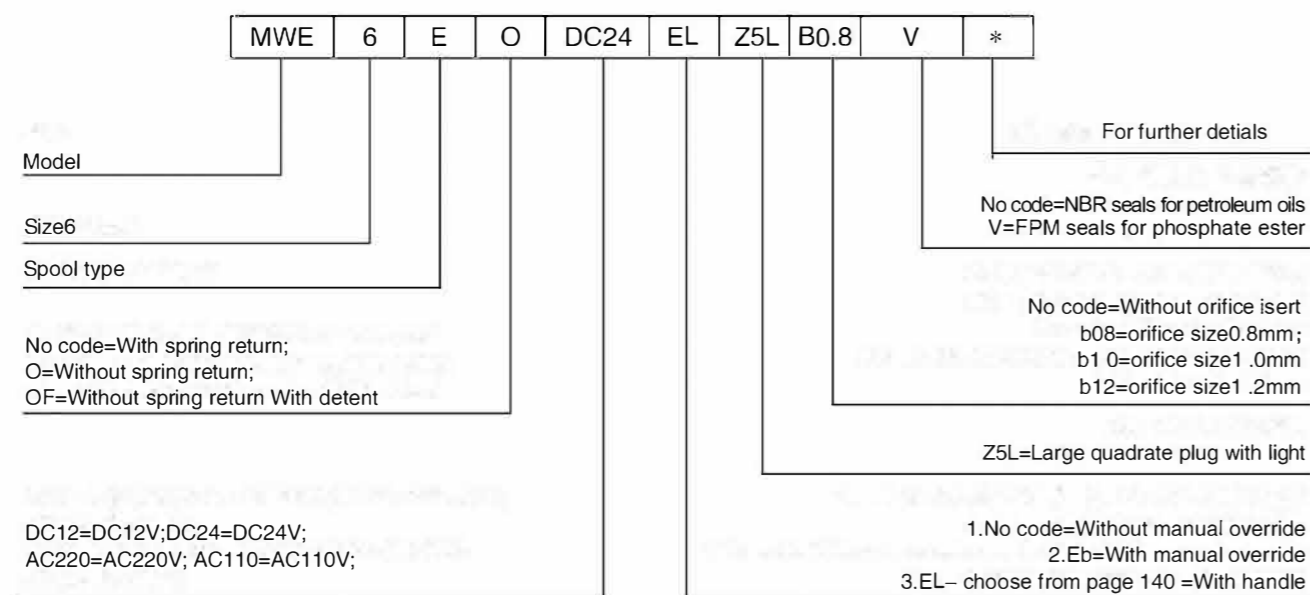 MWE 6 E O DC24 EL Z5L B0.8 V *
Model
Size6
Spool type
No code=With spring return;
O=Without spring return;
OF=Without spring return With detent
DC12=DC12V;DC24=DC24V;
AC220=AC220V; AC110=AC110V;
For further detials
No code=NBR seals for petroleum oils
V=FPM seals for phosphate ester
No code=Without orifice isert
b08=orifice size0.8mm;
b1 0=orifice size1 .0mm
b12=orifice size1 .2mm
Z5L=Large quadrate plug with light
1.No code=Without manual override
2.Eb=With manual override
3.EL– choose from page 140 =With handle